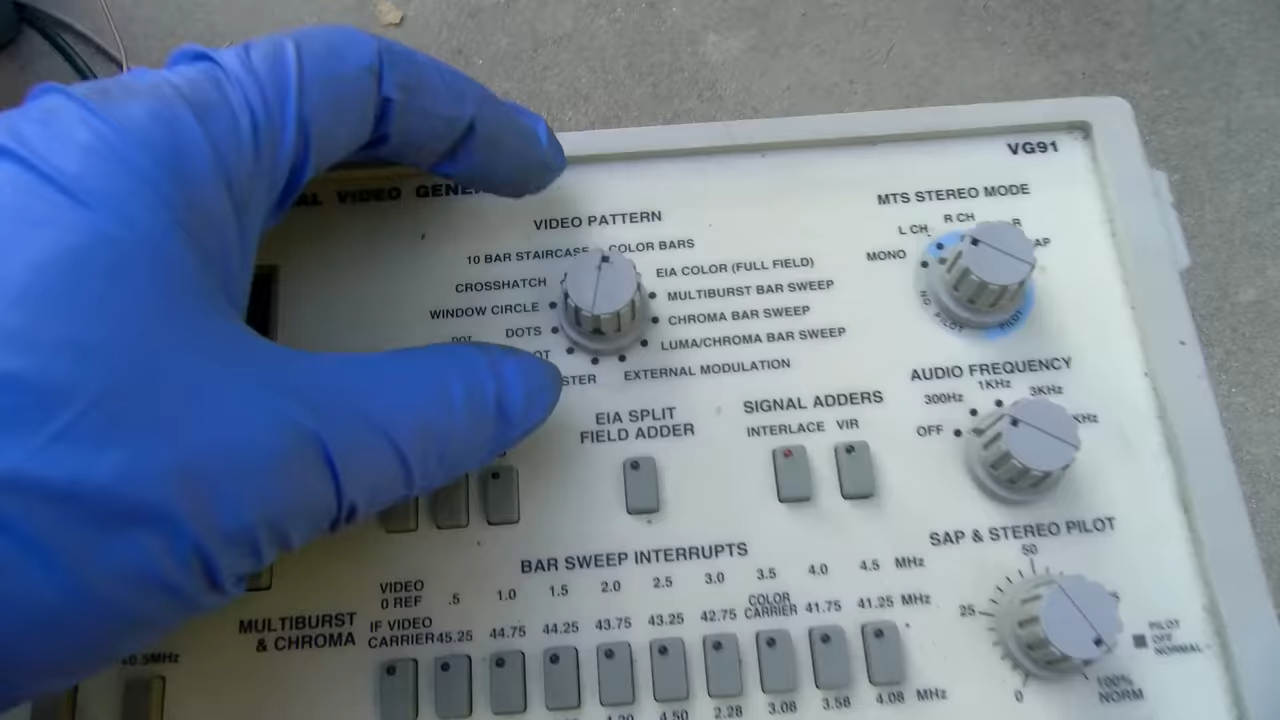 VG91
VIDEO
VIDEO PATTERN
10 BAR STAIRCASE
COLOR BARS
CROSSHATCH
EIA COLOR (FULL FIELD)
WINDOW CIRCLE
MULTIBURST BAR SWEEP
DOTS
CHROMA BAR SWEEP
DOT
LUMA/CHROMA BAR SWEEP
EXTERNAL MODULATION
MTS STEREO MODE
MONO
L CH
R CH
NO PILOT
PILOT
AUDIO FREQUENCY
OFF
300Hz
1KHz
3KHz
EIA SPLIT
FIELD ADDER
SIGNAL ADDERS
INTERLACE VIR
SAP & STEREO PILOT
0
25
50
100%
NORM
PILOT
OFF
NORMAL
BAR SWEEP INTERRUPTS
VIDEO
0 REF .5 1.0 1.5 2.0 2.5 3.0 3.5 4.0 4.5 MHz
MULTIBURST
& CHROMA
IF VIDEO
CARRIER 45.25 44.75 44.25 43.75 43.25 42.75 COLOR CARRIER 41.75 41.25 MHz
+0.5MHz
4.50 2.28 3.08 3.58 4.08 MHz